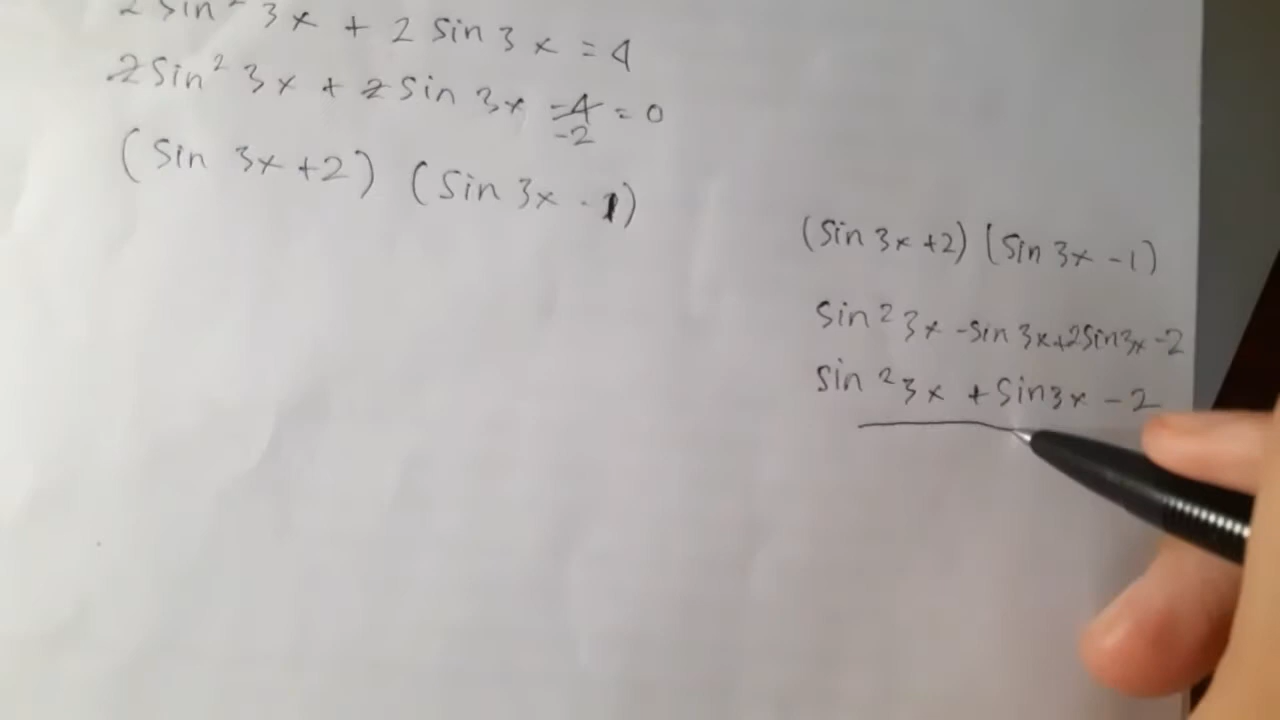 2 sin² 3x + 2 sin 3x = 4
2 sin² 3x + 2 sin 3x -4 = 0
-2
(sin 3x +2) (sin 3x - 1)
(sin 3x +2) (sin 3x - 1)
sin² 3x - sin 3x + 2 sin 3x - 2
sin² 3x + sin 3x - 2